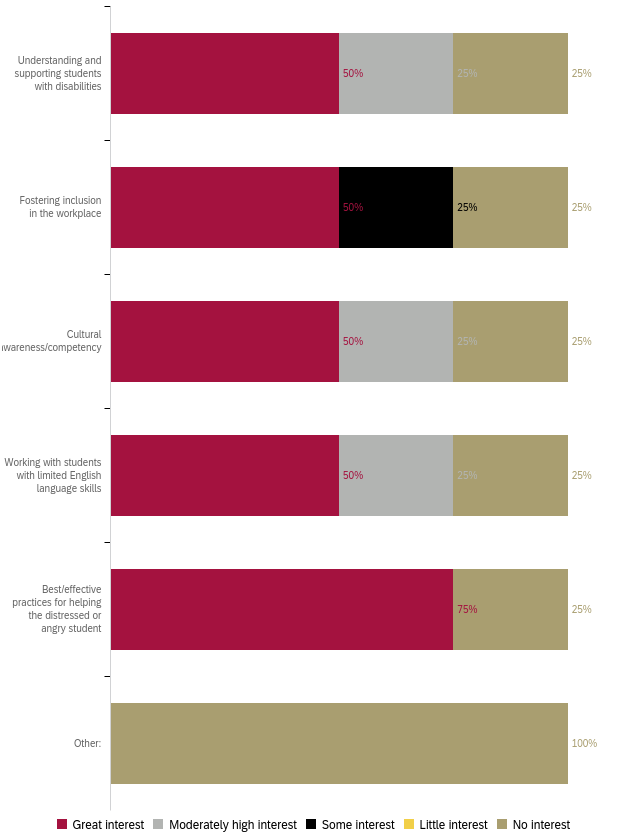 Understanding and
supporting students
with disabilities
50%
25%
25%
Fostering inclusion
in the workplace
50%
25%
25%
Cultural
wareness/competency
50%
25%
25%
Working with students
with limited English
language skills
50%
25%
25%
Best/effective
practices for helping
the distressed or
angry student
75%
25%
Other:
100%
Great interest
Moderately high interest
Some interest
Little interest
No interest